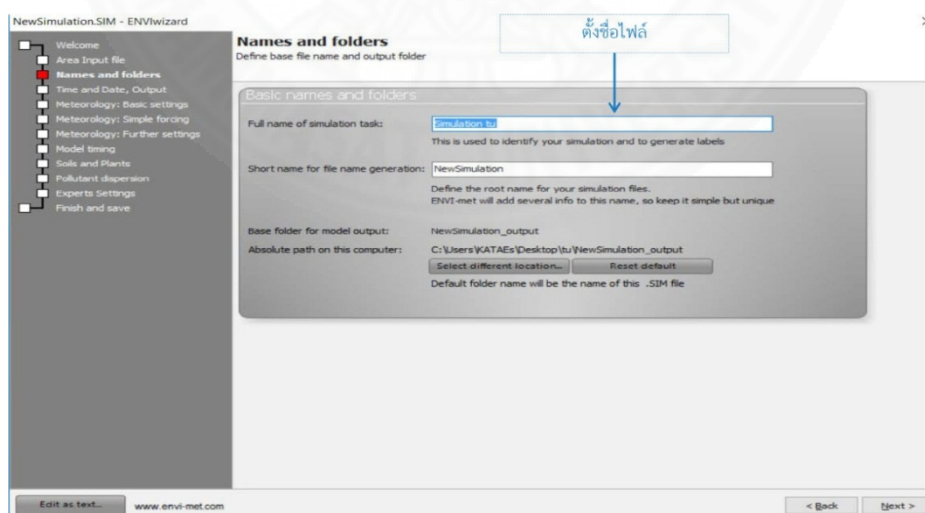 NewSimulation.SIM - ENVIwizard
ตั้งชื่อไฟล์
Welcome
Area Input file
Names and folders
Time and Date, Output
Meteorology: Basic settings
Meteorology: Simple forcing
Meteorology: Further settings
Model timing
Soils and Plants
Pollutant dispersion
Experts Settings
Finish and save
Names and folders
Define base file name and output folder
Basic names and folders
Full name of simulation task: Simulation tu
This is used to identify your simulation and to generate labels
Short name for file name generation: NewSimulation
Define the root name for your simulation files.
ENVI-met will add several info to this name, so keep it simple but unique
Base folder for model output: NewSimulation_output
Absolute path on this computer: C:\Users\KATAEs\Desktop\tu\NewSimulation_output
Select different location... Reset default
Default folder name will be the name of this .SIM file
Edit as text... www.envi-met.com < Back Next >